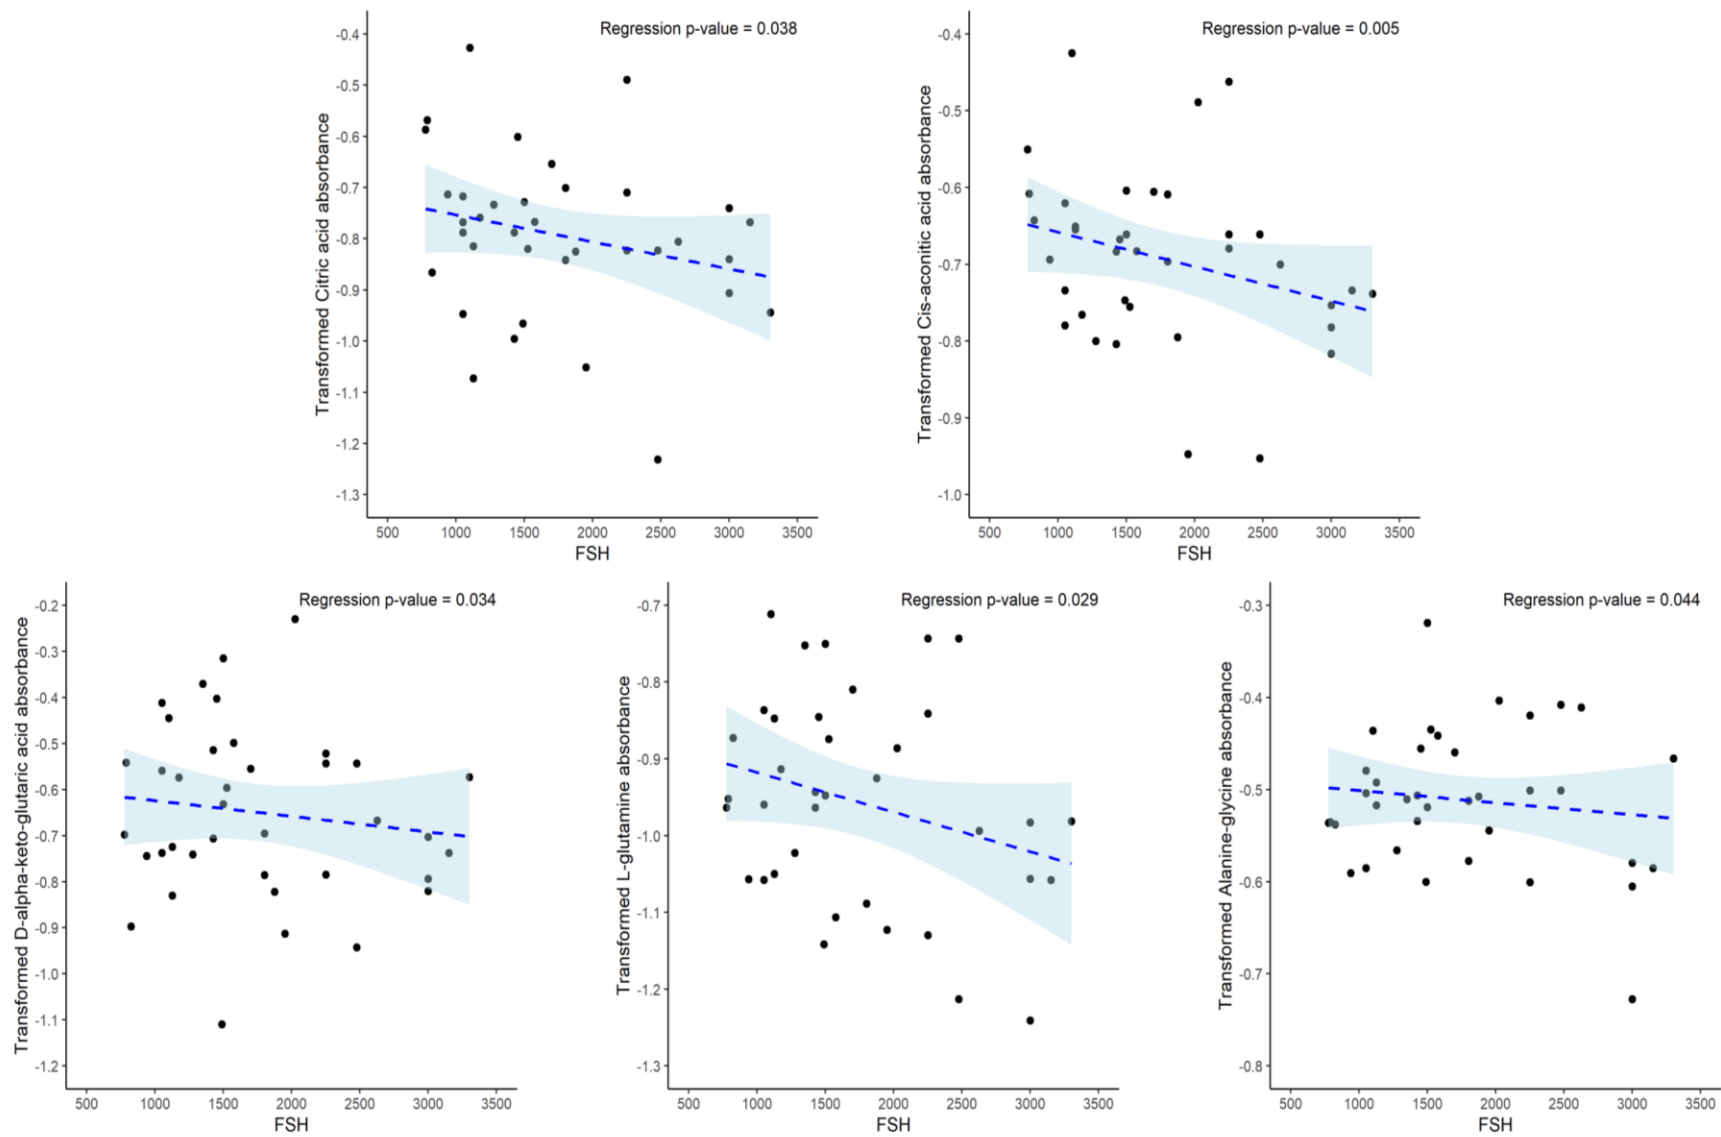 Regression p-value = 0.038
Transformed Citric acid absorbance
-0.4
-0.5
-0.6
-0.7
-0.8
-0.9
-1.0
-1.1
-1.2
-1.3
500 1000 1500 2000 2500 3000 3500
FSH
Regression p-value = 0.005
Transformed Cis-aconitic acid absorbance
-0.4
-0.5
-0.6
-0.7
-0.8
-0.9
-1.0
500 1000 1500 2000 2500 3000 3500
FSH
Regression p-value = 0.034
Transformed D-alpha-keto-glutaric acid absorbance
-0.2
-0.3
-0.4
-0.5
-0.6
-0.7
-0.8
-0.9
-1.0
-1.1
-1.2
500 1000 1500 2000 2500 3000 3500
FSH
Regression p-value = 0.029
Transformed L-glutamine absorbance
-0.7
-0.8
-0.9
-1.0
-1.1
-1.2
-1.3
500 1000 1500 2000 2500 3000 3500
FSH
Regression p-value = 0.044
Transformed Alanine-glycine absorbance
-0.3
-0.4
-0.5
-0.6
-0.7
-0.8
500 1000 1500 2000 2500 3000 3500
FSH